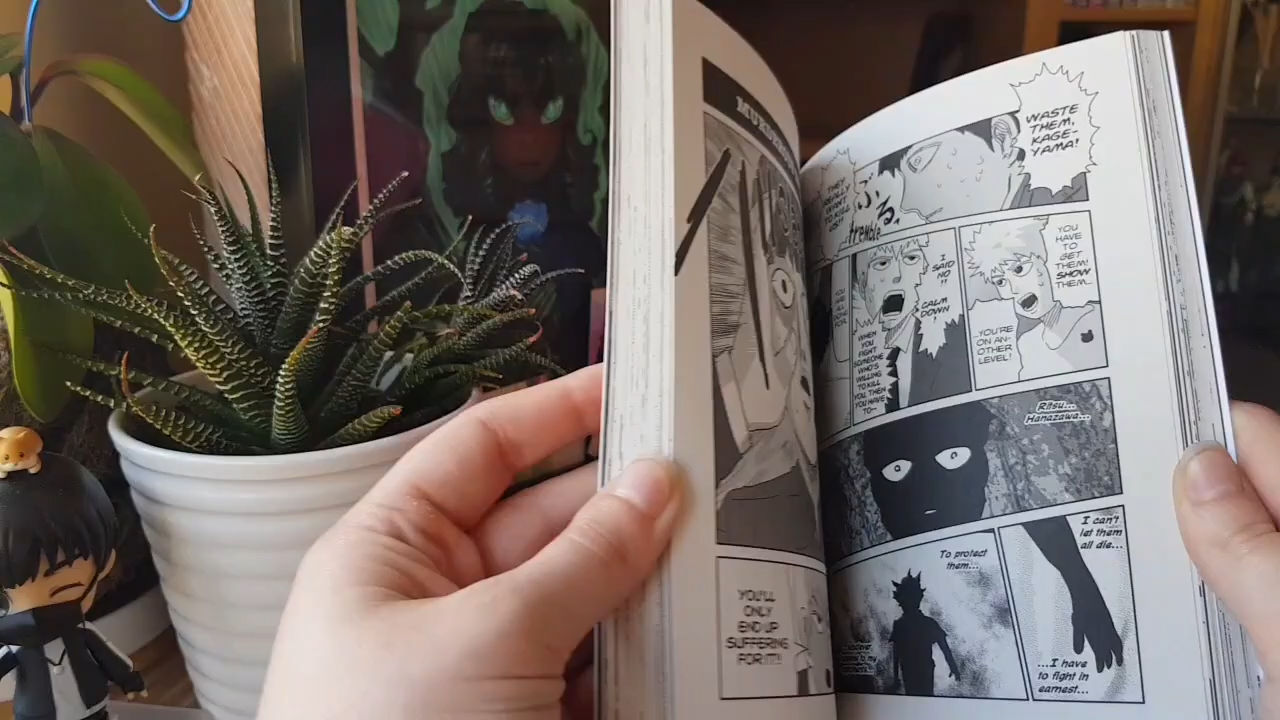 WASTE
THEM,
KAGE-
YAMA!
THEY
REALLY
WANT
TO KILL
US!!
ぶる
tremble
YOU
HAVE
TO GET
THEM! SHOW
THEM...
...YOU'RE
ON AN-
OTHER
LEVEL!
I
SAID
NO!!
CALM
DOWN!
WHEN
YOU
FIGHT
SOMEONE
WHO'S
WILLING
TO KILL
YOU, THEN
YOU HAVE
TO--
Ritsu...
Hanazawa...
I can't
let them
all die...
...I have
to fight in
earnest...
To protect
them...
YOU'LL
ONLY
END UP
SUFFERING
FOR IT!!